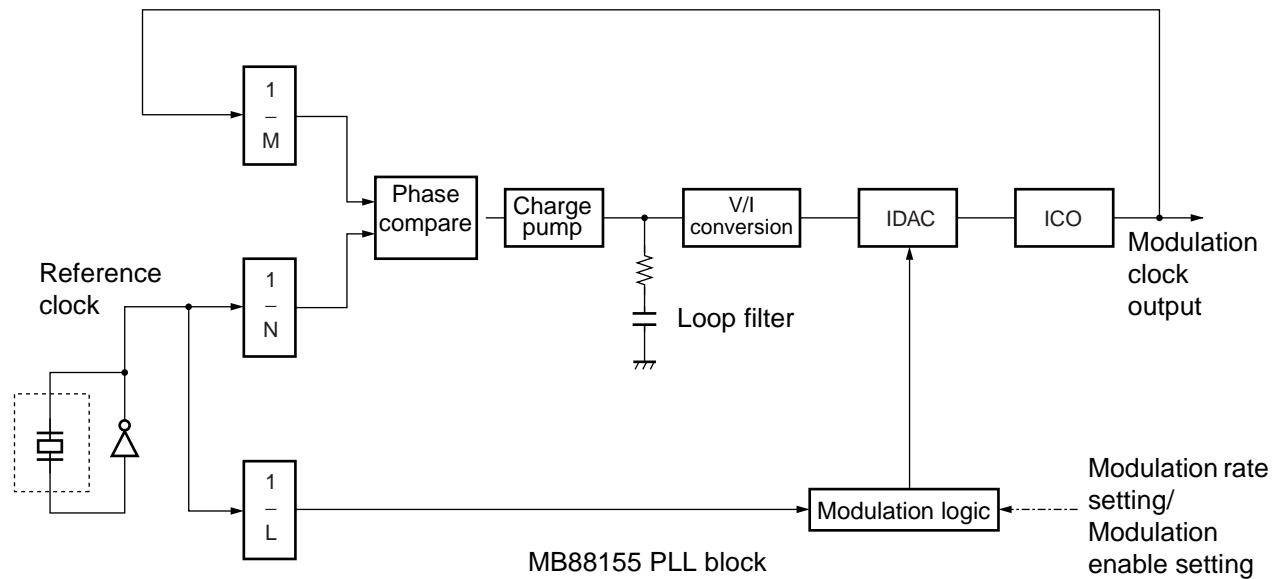 1
M
Phase
compare
Charge
pump
V/I
conversion
IDAC
ICO
Modulation
clock
output
Reference
clock
1
N
Loop filter
1
L
Modulation logic
Modulation rate
setting/
Modulation
enable setting
MB88155 PLL block